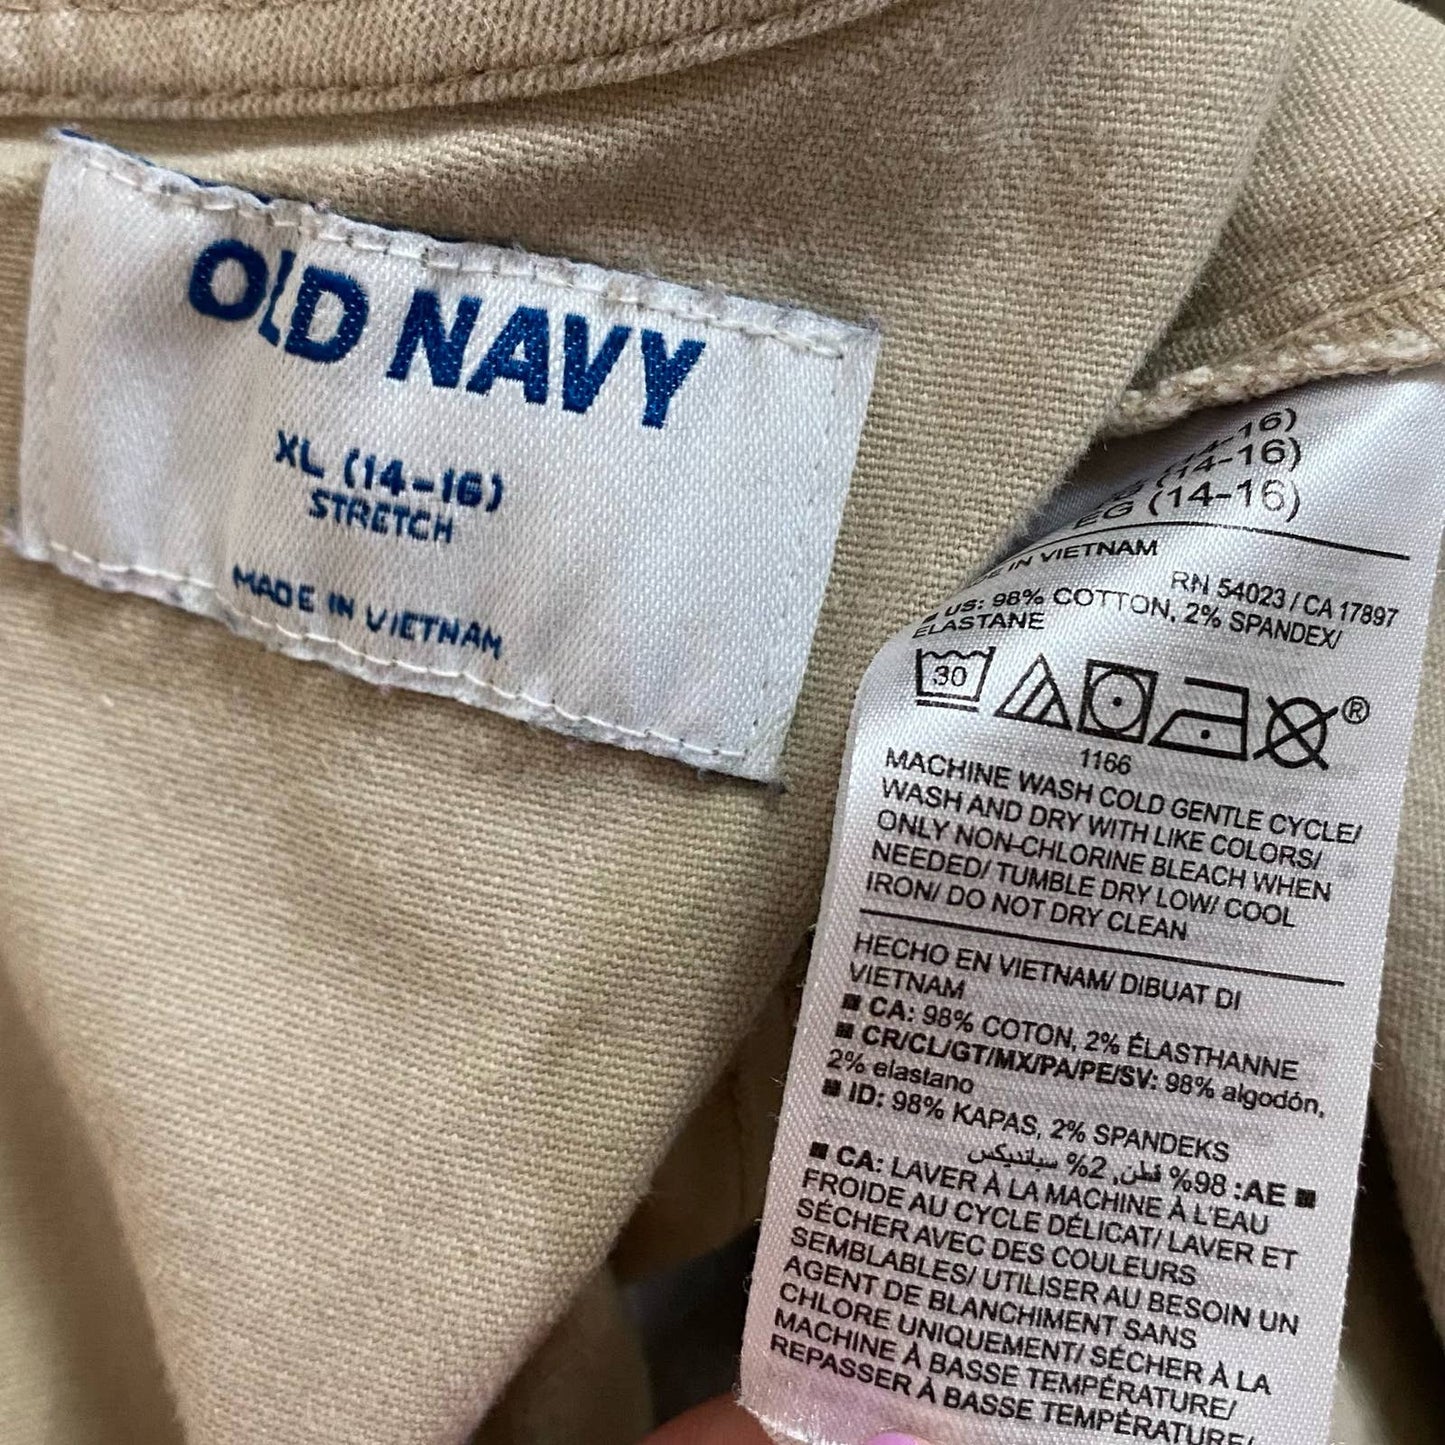 OLD NAVY
XL (14-16)
STRETCH
MADE IN VIETNAM
14-16)
(14-16)
EG (14-16)
IN VIETNAM
RN 54023 / CA 17897
■ US: 98% COTTON, 2% SPANDEX/
ELASTANE
30
®
1166
MACHINE WASH COLD GENTLE CYCLE/
WASH AND DRY WITH LIKE COLORS/
ONLY NON-CHLORINE BLEACH WHEN
NEEDED/ TUMBLE DRY LOW/ COOL
IRON/ DO NOT DRY CLEAN
HECHO EN VIETNAM/ DIBUAT DI
VIETNAM
■ CA: 98% COTON, 2% ÉLASTHANNE
■ CR/CL/GT/MX/PA/PE/SV: 98% algodón,
2% elastano
■ ID: 98% KAPAS, 2% SPANDEKS
■ AE: 98% قطن, 2% سبانديكس
■ CA: LAVER À LA MACHINE À L'EAU
FROIDE AU CYCLE DÉLICAT/ LAVER ET
SÉCHER AVEC DES COULEURS
SEMBLABLES/ UTILISER AU BESOIN UN
AGENT DE BLANCHIMENT SANS
CHLORE UNIQUEMENT/ SÉCHER À LA
MACHINE À BASSE TEMPÉRATURE/
REPASSER À BASSE TEMPÉRATURE/